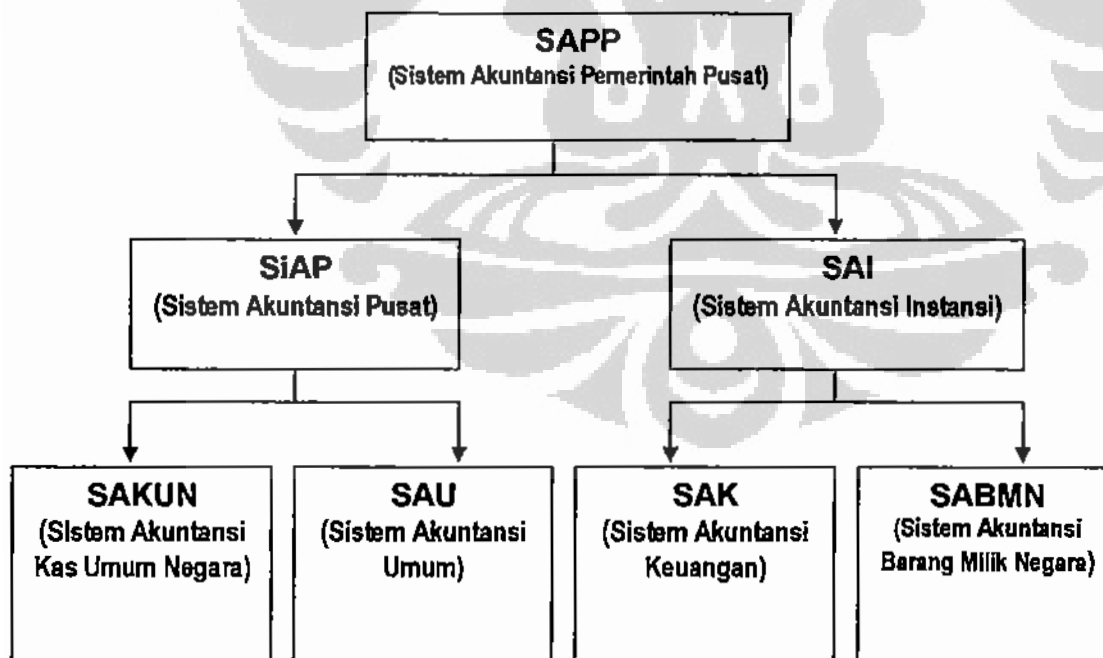 SAPP
(Sistem Akuntansi Pemerintah Pusat)
SiAP
(Sistem Akuntansi Pusat)
SAI
(Sistem Akuntansi Instansi)
SAKUN
(Sistem Akuntansi
Kas Umum Negara)
SAU
(Sistem Akuntansi
Umum)
SAK
(Sistem Akuntansi
Keuangan)
SABMN
(Sistem Akuntansi
Barang Milik Negara)